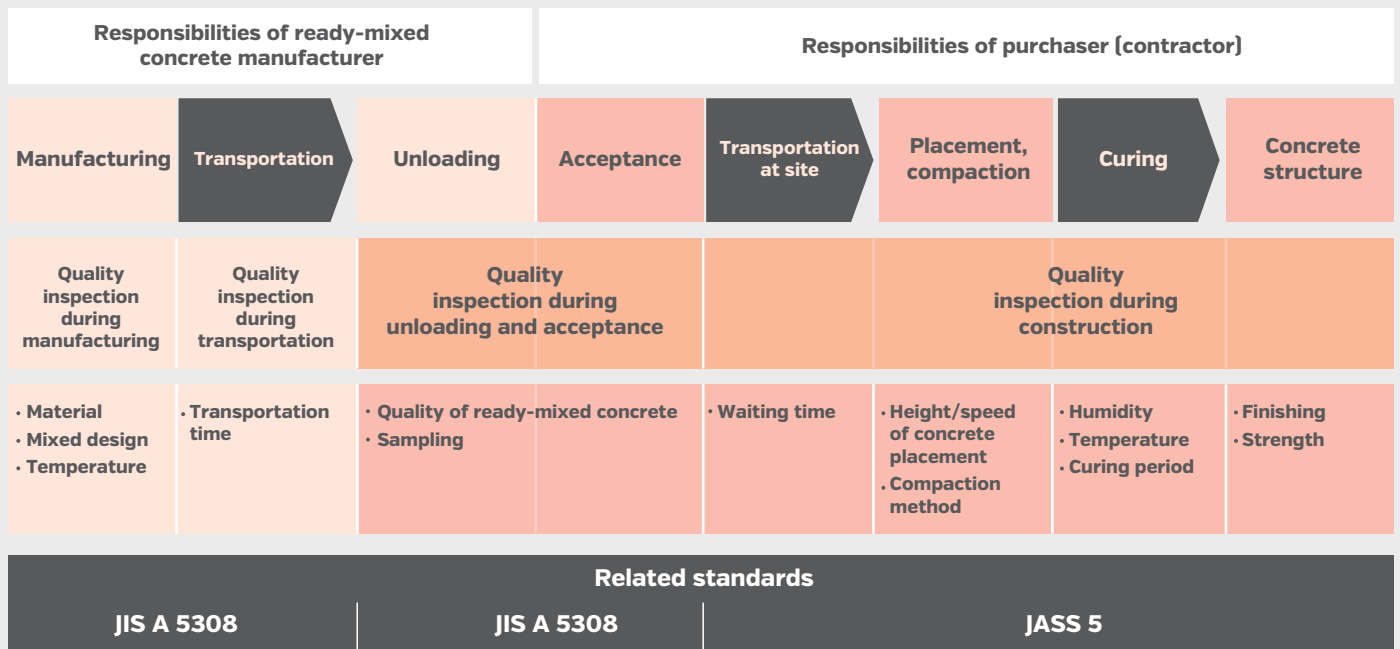 Responsibilities of ready-mixed
concrete manufacturer
Responsibilities of purchaser (contractor)
Manufacturing
Transportation
Unloading
Acceptance
Transportation
at site
Placement,
compaction
Curing
Concrete
structure
Quality
inspection
during
manufacturing
Quality
inspection
during
transportation
Quality
inspection during
unloading and acceptance
Quality
inspection during
construction
· Material
· Mixed design
· Temperature
· Transportation
time
· Quality of ready-mixed concrete
· Sampling
· Waiting time
· Height/speed
of concrete
placement
· Compaction
method
· Humidity
· Temperature
· Curing period
· Finishing
· Strength
Related standards
JIS A 5308
JIS A 5308
JASS 5